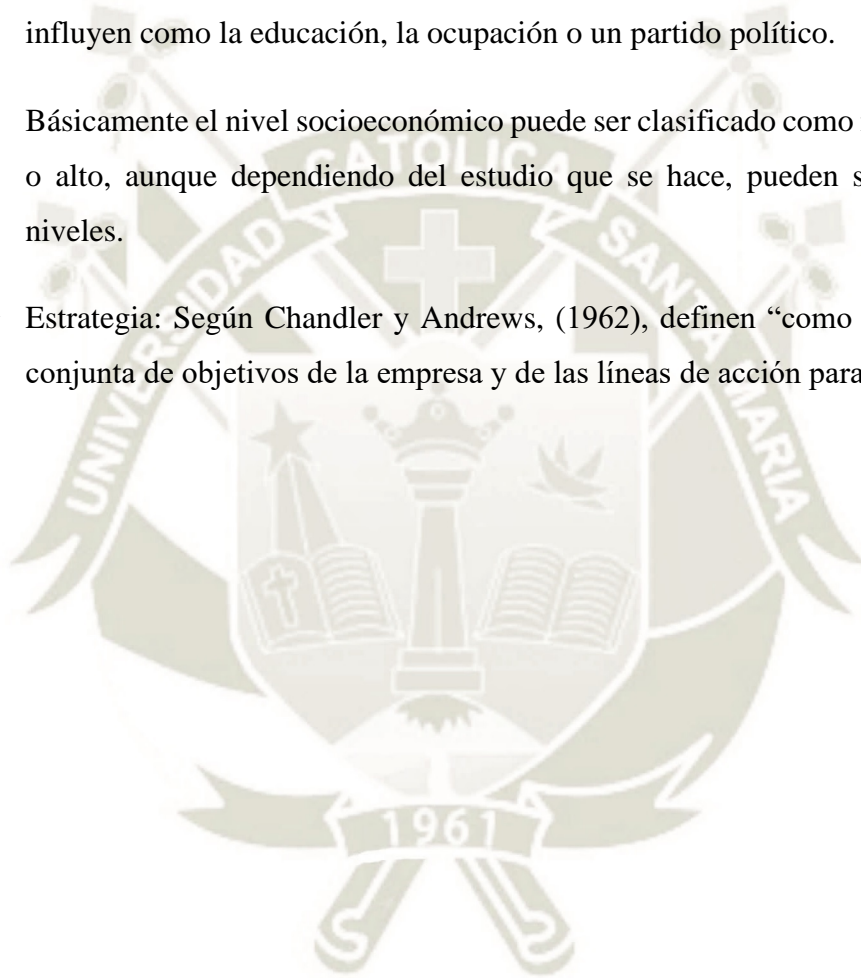 influyen como la educación, la ocupación o un partido político.
Básicamente el nivel socioeconómico puede ser clasificado como
o alto, aunque dependiendo del estudio que se hace, pueden
niveles.
Estrategia: Según Chandler y Andrews, (1962), definen “como
conjunta de objetivos de la empresa y de las líneas de acción para
UNIVERSIDAD CATOLICA SANTA MARIA
1961